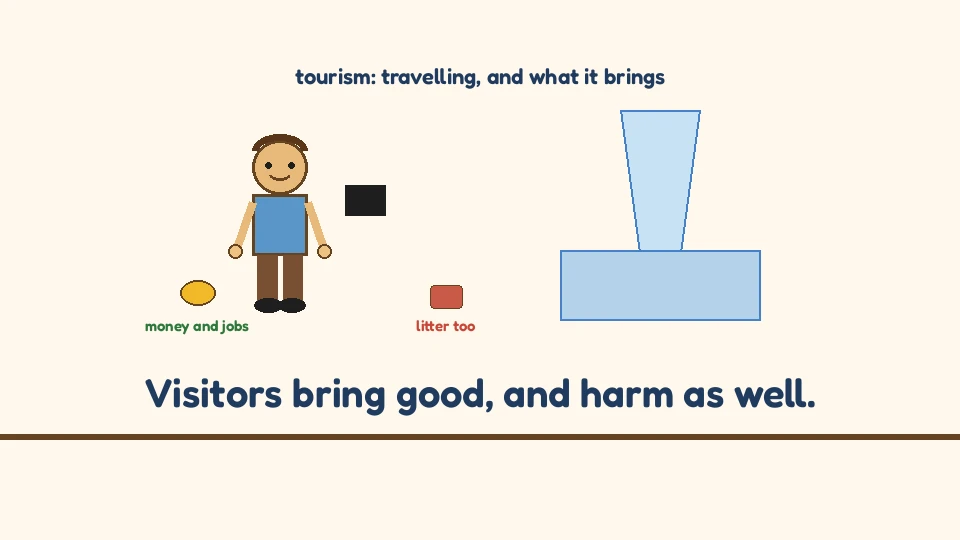 tourism: travelling, and what it brings
money and jobs
litter too
Visitors bring good, and harm as well.